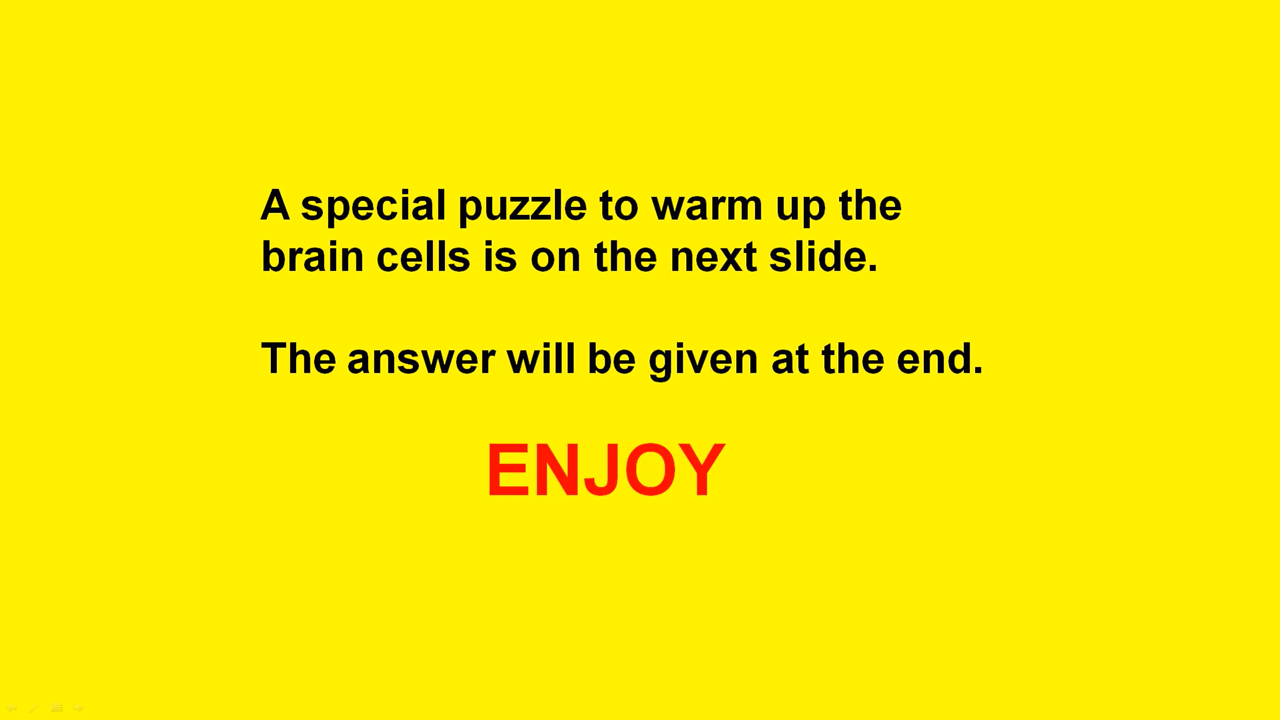 A special puzzle to warm up the
brain cells is on the next slide.
The answer will be given at the end.
ENJOY